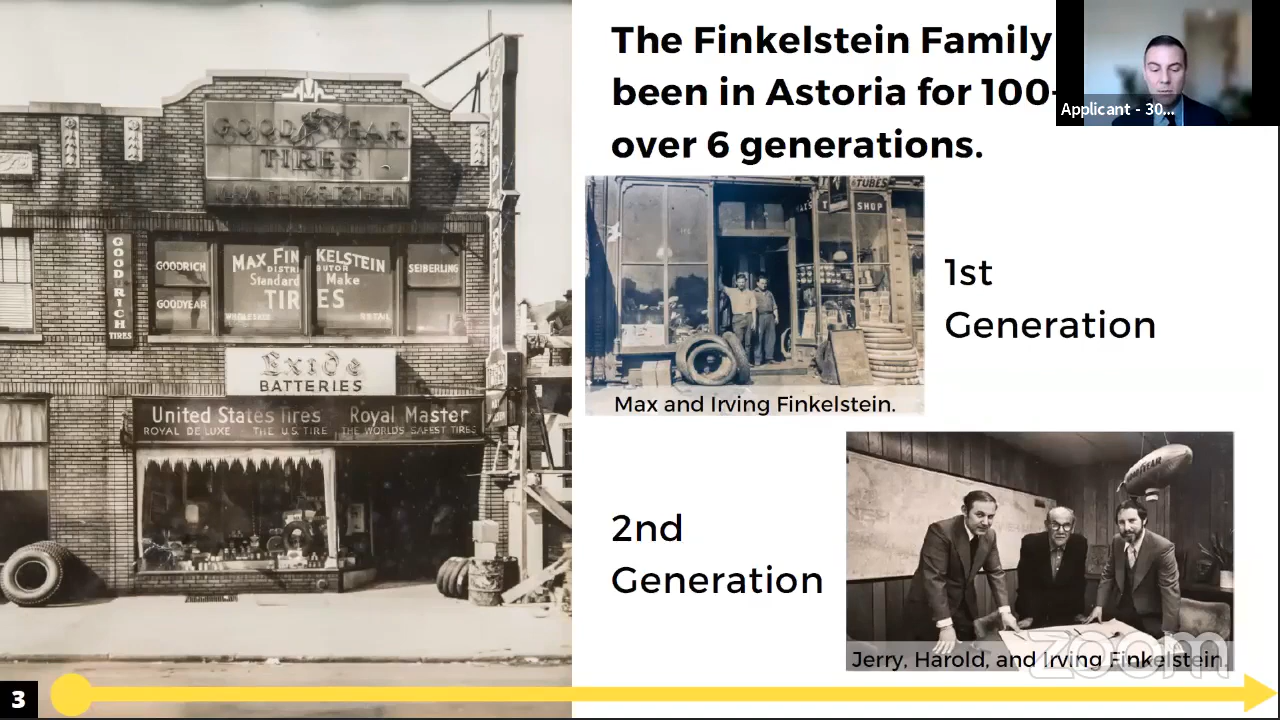 The Finkelstein Family
been in Astoria for 100-
over 6 generations.
Applicant - 30...
GOODYEAR
TIRES
TUBES
SHOP
GOODRICH
TIRES
GOODRICH
GOODYEAR
MAX FINKELSTEIN
DISTRIBUTOR
Standard Make
TIRES
WHOLESALE
RETAIL
SEIBERLING
Exide
BATTERIES
United States Tires Royal Master
ROYAL DE LUXE - THE U.S. TIRE THE WORLDS SAFEST TIRES
1st
Generation
Max and Irving Finkelstein.
2nd
Generation
zoom
Jerry, Harold, and Irving Finkelstein.
3